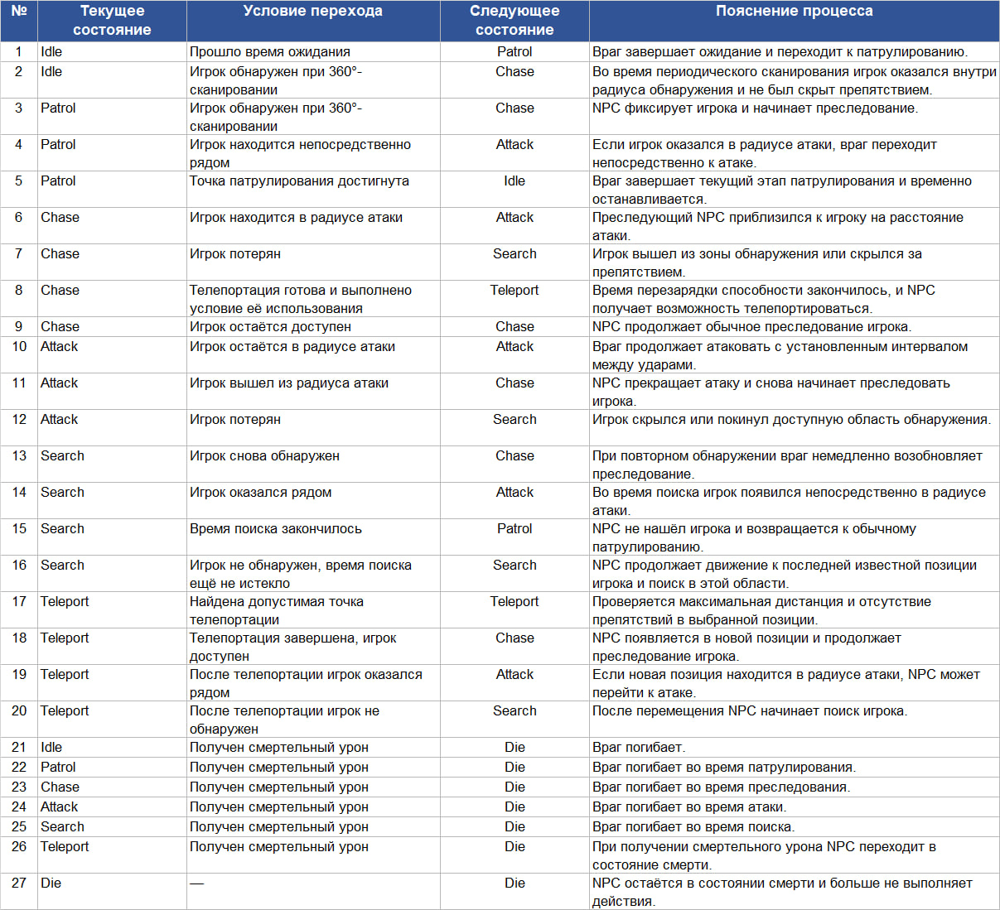 № Текущее состояние Условие перехода Следующее состояние Пояснение процесса
1 Idle Прошло время ожидания Patrol Враг завершает ожидание и переходит к патрулированию.
2 Idle Игрок обнаружен при 360°- Chase Во время периодического сканирования игрок оказался внутри
сканировании радиуса обнаружения и не был скрыт препятствием.
3 Patrol Игрок обнаружен при 360°- Chase NPC фиксирует игрока и начинает преследование.
сканировании
4 Patrol Игрок находится непосредственно Attack Если игрок оказался в радиусе атаки, враг переходит
рядом непосредственно к атаке.
5 Patrol Точка патрулирования достигнута Idle Враг завершает текущий этап патрулирования и временно
останавливается.
6 Chase Игрок находится в радиусе атаки Attack Преследующий NPC приблизился к игроку на расстояние
атаки.
7 Chase Игрок потерян Search Игрок вышел из зоны обнаружения или скрылся за
препятствием.
8 Chase Телепортация готова и выполнено Teleport Время перезарядки способности закончилось, и NPC
условие её использования получает возможность телепортироваться.
9 Chase Игрок остаётся доступен Chase NPC продолжает обычное преследование игрока.
10 Attack Игрок остаётся в радиусе атаки Attack Враг продолжает атаковать с установленным интервалом
между ударами.
11 Attack Игрок вышел из радиуса атаки Chase NPC прекращает атаку и снова начинает преследовать
игрока.
12 Attack Игрок потерян Search Игрок скрылся или покинул доступную область обнаружения.
13 Search Игрок снова обнаружен Chase При повторном обнаружении враг немедленно возобновляет
преследование.
14 Search Игрок оказался рядом Attack Во время поиска игрок появился непосредственно в радиусе
атаки.
15 Search Время поиска закончилось Patrol NPC не нашёл игрока и возвращается к обычному
патрулированию.
16 Search Игрок не обнаружен, время поиска Search NPC продолжает движение к последней известной позиции
ещё не истекло игрока и поиск в этой области.
17 Teleport Найдена допустимая точка Teleport Проверяется максимальная дистанция и отсутствие
телепортации препятствий в выбранной позиции.
18 Teleport Телепортация завершена, игрок Chase NPC появляется в новой позиции и продолжает
доступен преследование игрока.
19 Teleport После телепортации игрок оказался Attack Если новая позиция находится в радиусе атаки, NPC может
рядом перейти к атаке.
20 Teleport После телепортации игрок не Search После перемещения NPC начинает поиск игрока.
обнаружен
21 Idle Получен смертельный урон Die Враг погибает.
22 Patrol Получен смертельный урон Die Враг погибает во время патрулирования.
23 Chase Получен смертельный урон Die Враг погибает во время преследования.
24 Attack Получен смертельный урон Die Враг погибает во время атаки.
25 Search Получен смертельный урон Die Враг погибает во время поиска.
26 Teleport Получен смертельный урон Die При получении смертельного урона NPC переходит в
состояние смерти.
27 Die — Die NPC остаётся в состоянии смерти и больше не выполняет
действия.